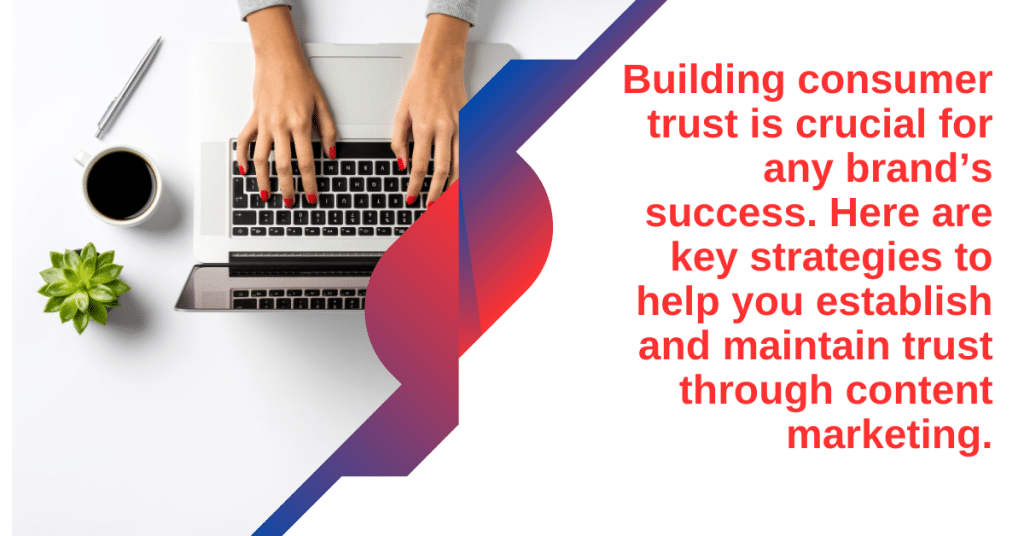 Building consumer
trust is crucial for
any brand’s
success. Here are
key strategies to
help you establish
and maintain trust
through content
marketing.